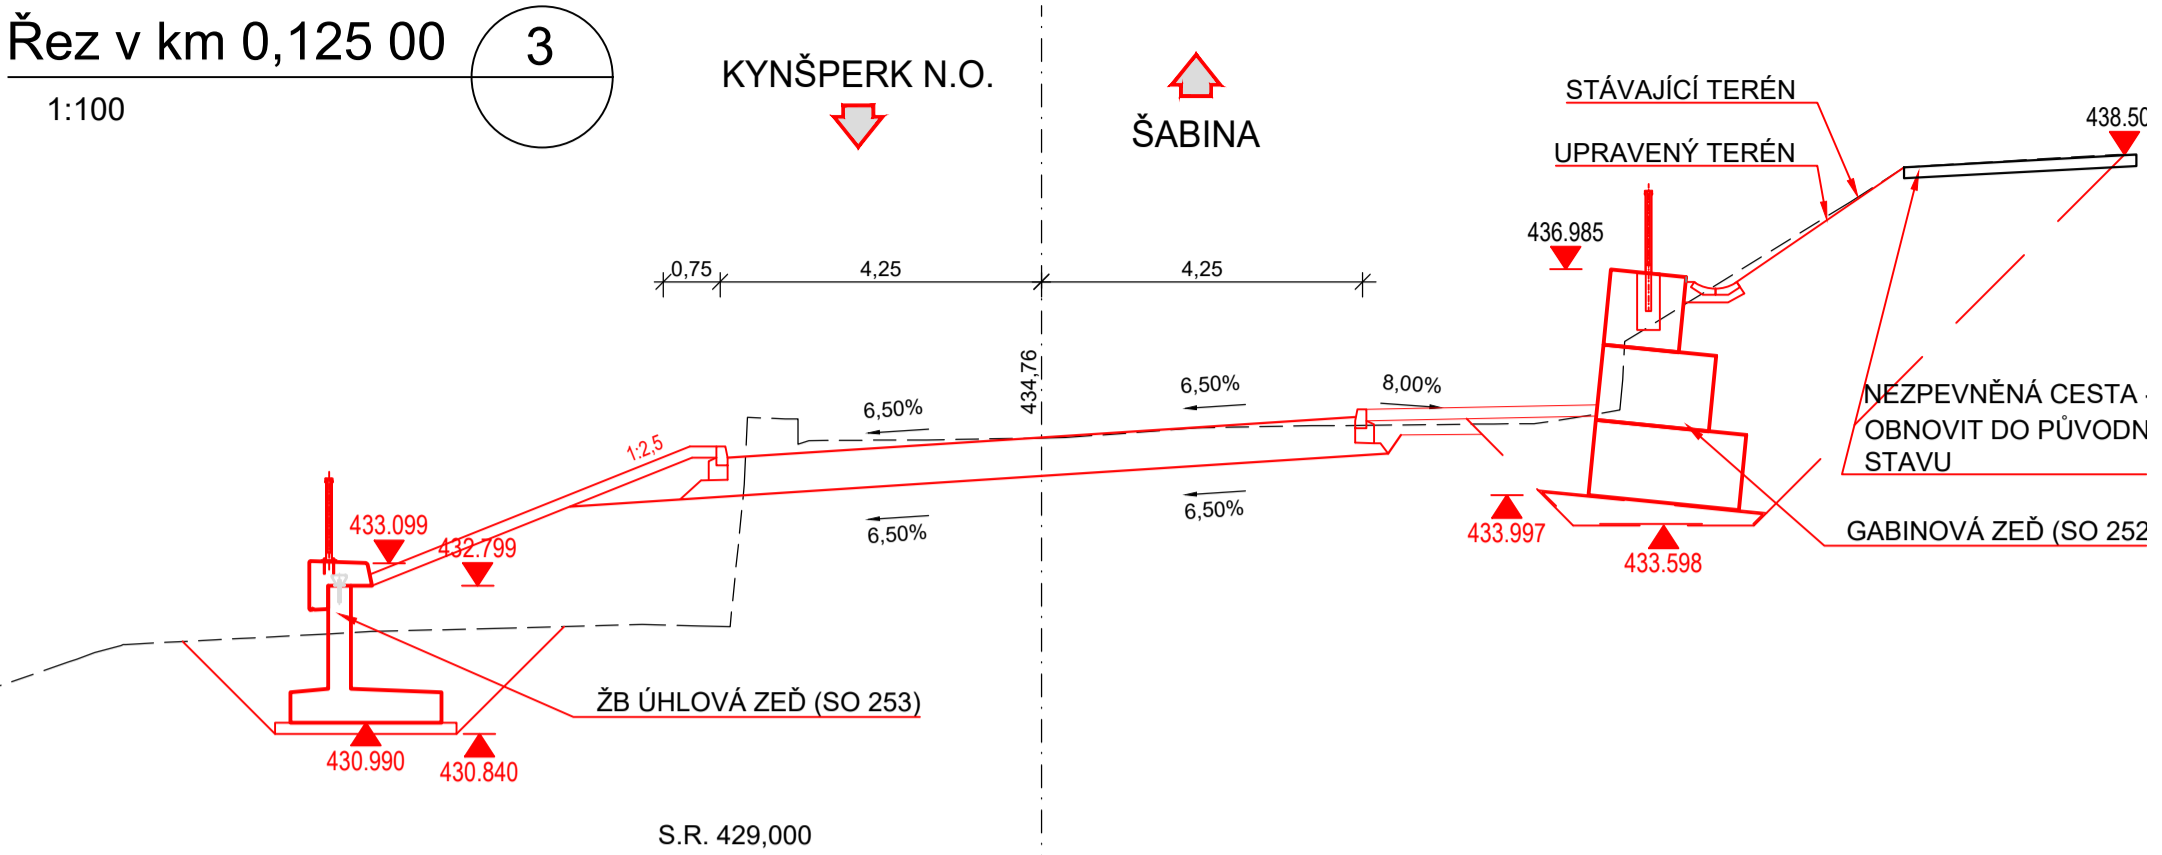 Řez v km 0,125 00
3
1:100
KYNŠPERK N.O.
ŠABINA
STÁVAJÍCÍ TERÉN
UPRAVENÝ TERÉN
438.50
436.985
0,75
4,25
4,25
434,76
6,50%
6,50%
8,00%
1:2,5
6,50%
6,50%
NEZPEVNĚNÁ CESTA -
OBNOVIT DO PŮVODN
STAVU
433.099
432.799
433.997
433.598
GABINOVÁ ZEĎ (SO 252
ŽB ÚHLOVÁ ZEĎ (SO 253)
430.990
430.840
S.R. 429,000